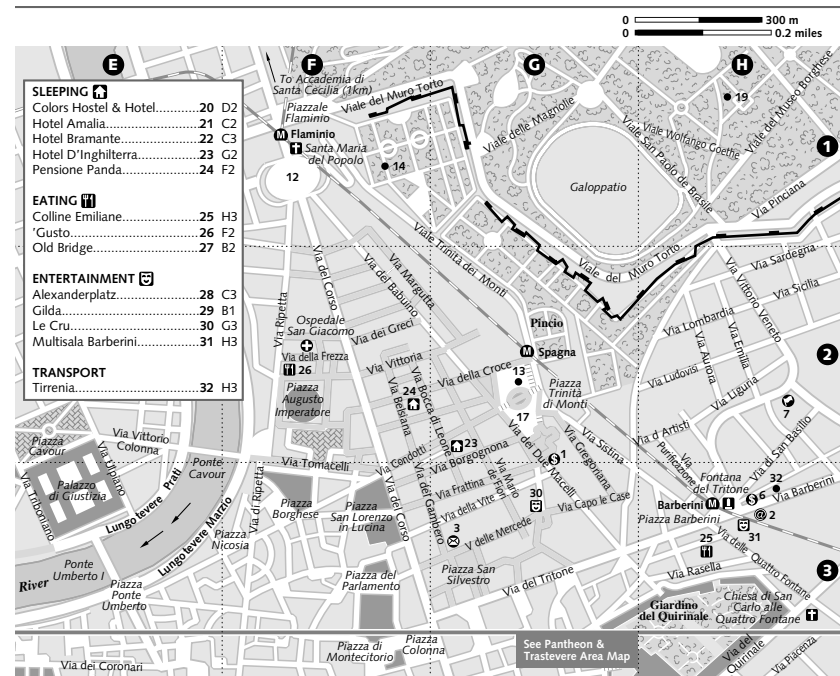 0 300 m
0 0.2 miles
E F G H
SLEEPING
Colors Hostel & Hotel 20 D2
Hotel Amalia 21 C2
Hotel Bramante 22 C3
Hotel D'Inghilterra 23 G2
Pensione Panda 24 F2
EATING
Colline Emiliane 25 H3
'Gusto 26 F2
Old Bridge 27 B2
ENTERTAINMENT
Alexanderplatz 28 C3
Gilda 29 B1
Le Cru 30 G3
Multisala Barberini 31 H3
TRANSPORT
Tirrenia 32 H3
To Accademia di
Santa Cecilia (1km)
Piazzale
Flaminio
Viale del Muro Torto
M Flaminio
Santa Maria
del Popolo
12
14
Viale delle Magnolie
19
Viale Wolfango Goethe
Viale San Paolo de Brasile
Viale del Museo Borghese
1
Galoppatio
Via Pinciana
Viale del Muro Torto
Viale Trinità dei Monti
Via del Corso
Via del Babuino
Via Margutta
Via Ripetta
Ospedale
San Giacomo
Via dei Greci
Via della Frezza
26
Via Vittoria
Piazza
Augusto
Imperatore
24
Via Belsiana
Via Bocca di Leone
Via della Croce
Pincio
M Spagna
13
17
Piazza
Trinità
di Monti
Via Sardegna
Via Sicilia
Via Vittorio Veneto
Via Lombardia
Via Emilia
Via Aurora
Via Ludovisi
Via Liguria
2
7
Via d Artisti
Via di San Basilio
Via Purificazione
Via Sistina
Via Gregoriana
Via dei Due Macelli
$ 1
23
Via Condotti
Via Borgognona
Via Frattina
Via Mario
de' Fiori
Via della Vite
Via del Gambero
30
Via Capo le Case
V delle Mercede
3
Piazza San
Silvestro
Via del Tritone
Piazza
Cavour
Via Vittorio
Colonna
Via Ulpiano
Palazzo
di Giustizia
Via Triboniano
Ponte
Cavour
Lungo tevere Prati
Lungo tevere Marzio
Via Tomacelli
Via di Ripetta
Piazza
Borghese
Piazza
Nicosia
Piazza
San Lorenzo
in Lucina
Via del Corso
Ponte
Umberto I
River
Piazza
Ponte
Umberto
Piazza del
Parlamento
Fontana
del Tritone
32
Barberini M
$ 6
Via Barberini
@ 2
Piazza Barberini
31
25
Via delle Quattro Fontane
Via Rasella
3
Giardino
del Quirinale
Chiesa di San
Carlo alle
Quattro Fontane
Via dei Coronari
Piazza di
Montecitorio
Piazza
Colonna
See Pantheon &
Trastevere Area Map
Via del
Quirinale
Via Piacenza